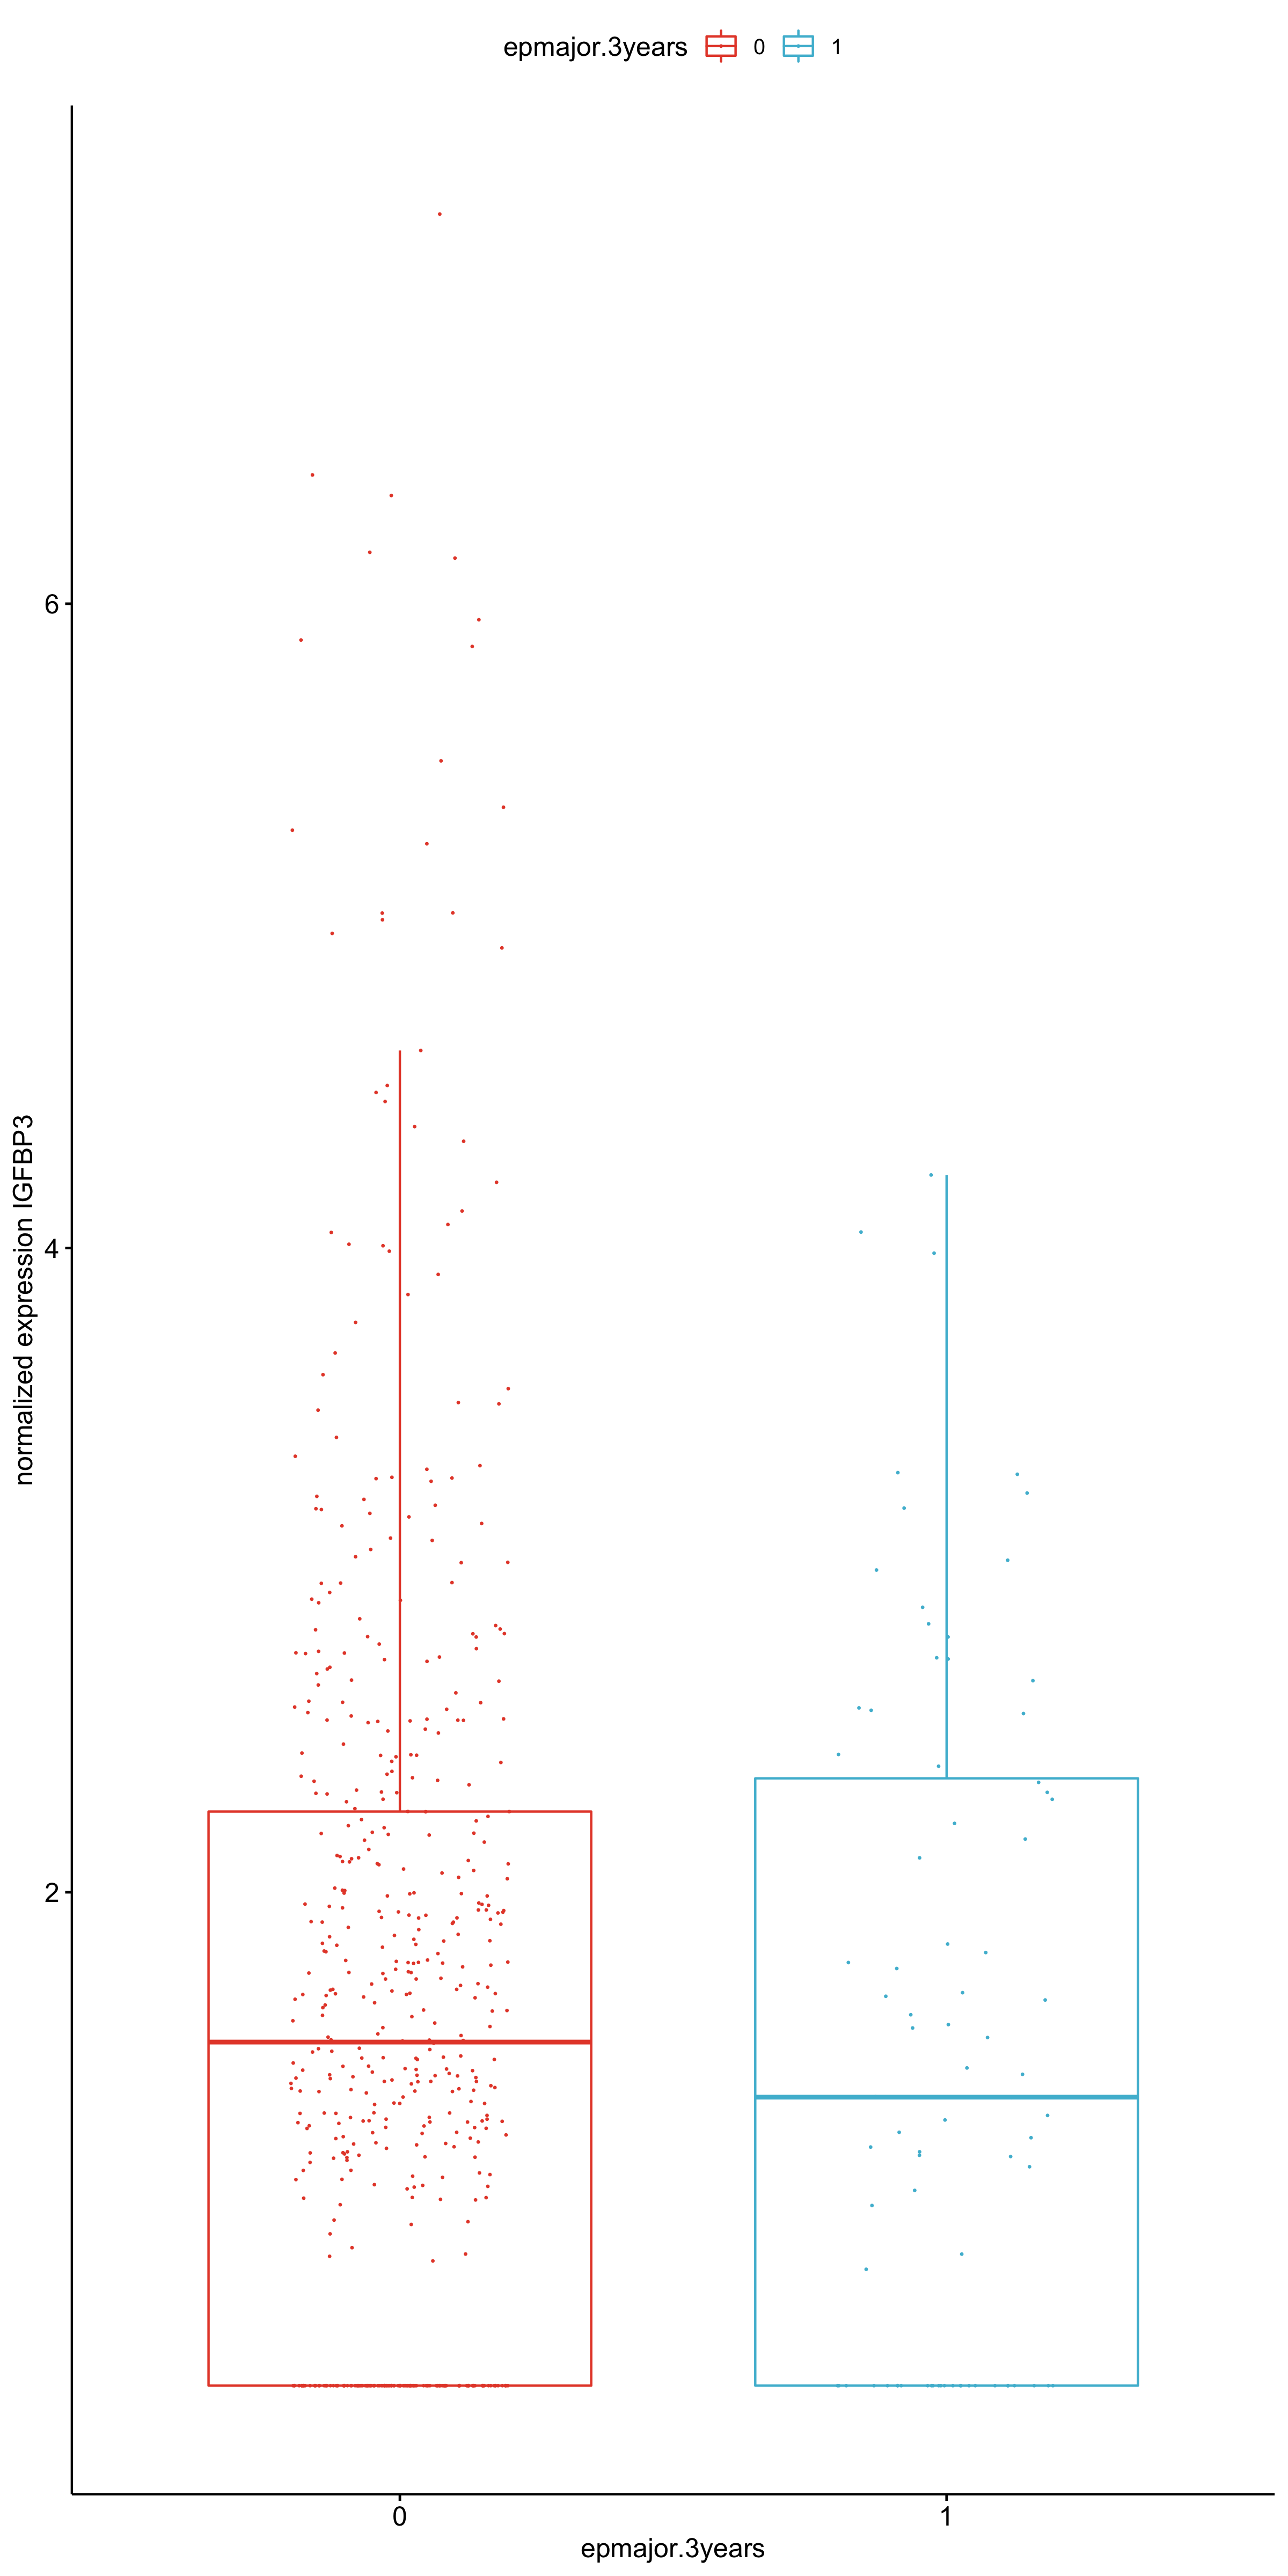 epmajor.3years 0 1
normalized expression IGFBP3
6
4
2
0 1
epmajor.3years